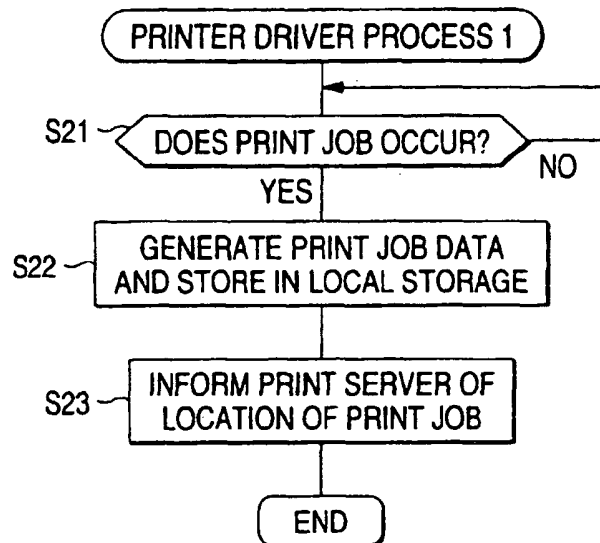 PRINTER DRIVER PROCESS 1
S21
DOES PRINT JOB OCCUR?
NO
YES
S22
GENERATE PRINT JOB DATA
AND STORE IN LOCAL STORAGE
S23
INFORM PRINT SERVER OF
LOCATION OF PRINT JOB
END